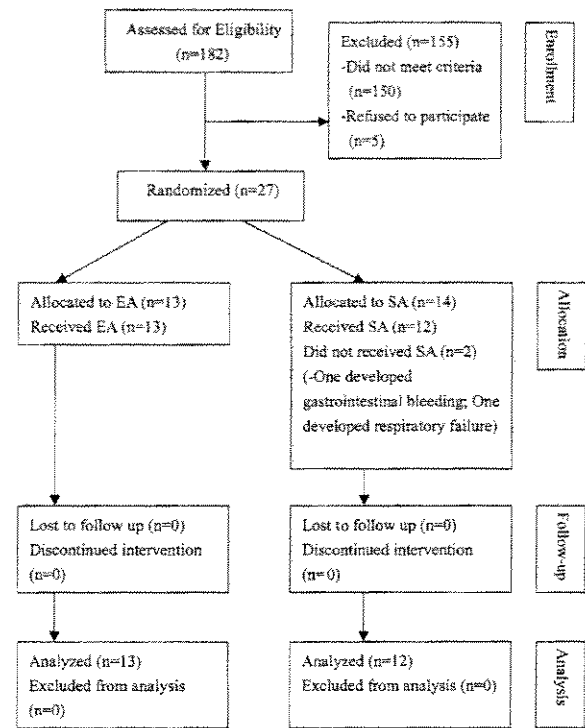 Assessed for Eligibility
(n=182)
Excluded (n=155)
-Did not meet criteria
(n=150)
-Refused to participate
(n=5)
Enrollment
Randomized (n=27)
Allocated to EA (n=13)
Received EA (n=13)
Allocated to SA (n=14)
Received SA (n=12)
Did not received SA (n=2)
(-One developed
gastrointestinal bleeding; One
developed respiratory failure)
Allocation
Lost to follow up (n=0)
Discontinued intervention
(n=0)
Lost to follow up (n=0)
Discontinued intervention
(n=0)
Follow-up
Analyzed (n=13)
Excluded from analysis
(n=0)
Analyzed (n=12)
Excluded from analysis (n=0)
Analysis